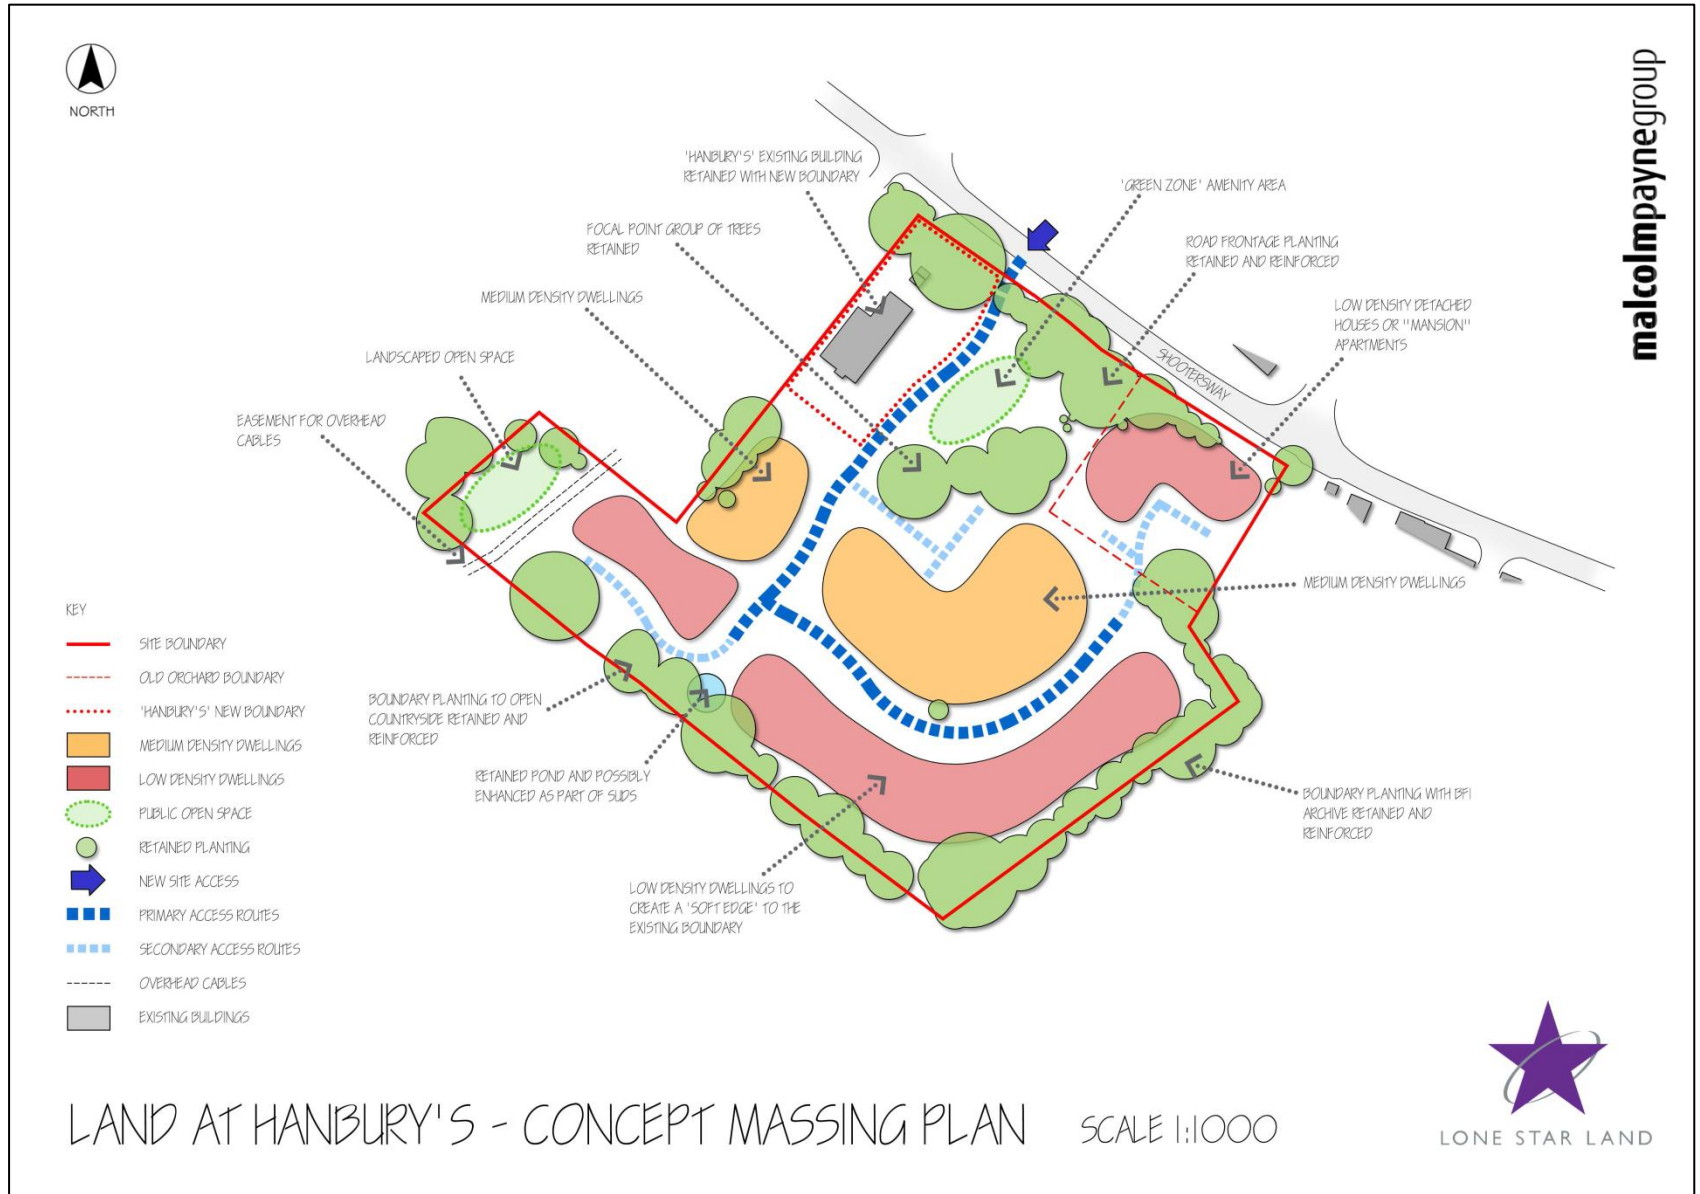 NORTH
malcolmpaynegroup
'HANBURY'S' EXISTING BUILDING
RETAINED WITH NEW BOUNDARY
'GREEN ZONE' AMENITY AREA
FOCAL POINT GROUP OF TREES
RETAINED
ROAD FRONTAGE PLANTING
RETAINED AND REINFORCED
MEDIUM DENSITY DWELLINGS
LOW DENSITY DETACHED
HOUSES OR "MANSION"
APARTMENTS
SHOOTERSWAY
LANDSCAPED OPEN SPACE
EASEMENT FOR OVERHEAD
CABLES
MEDIUM DENSITY DWELLINGS
KEY
SITE BOUNDARY
OLD ORCHARD BOUNDARY
'HANBURY'S' NEW BOUNDARY
MEDIUM DENSITY DWELLINGS
LOW DENSITY DWELLINGS
PUBLIC OPEN SPACE
RETAINED PLANTING
NEW SITE ACCESS
PRIMARY ACCESS ROUTES
SECONDARY ACCESS ROUTES
OVERHEAD CABLES
EXISTING BUILDINGS
BOUNDARY PLANTING TO OPEN
COUNTRYSIDE RETAINED AND
REINFORCED
RETAINED POND AND POSSIBLY
ENHANCED AS PART OF SUDS
LOW DENSITY DWELLINGS TO
CREATE A 'SOFT EDGE' TO THE
EXISTING BOUNDARY
BOUNDARY PLANTING WITH BFI
ARCHIVE RETAINED AND
REINFORCED
LAND AT HANBURY'S - CONCEPT MASSING PLAN SCALE 1:1000
LONE STAR LAND